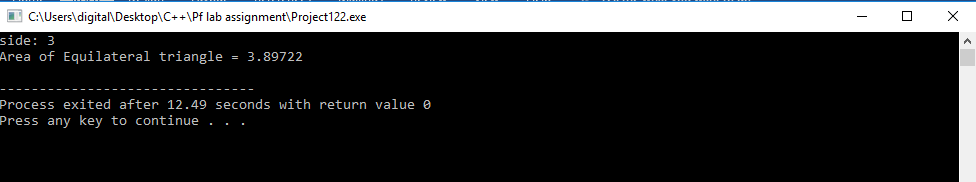 C:\Users\digital\Desktop\C++\Pf lab assignment\Project122.exe
side: 3
Area of Equilateral triangle = 3.89722
--------------------------------
Process exited after 12.49 seconds with return value 0
Press any key to continue . . .